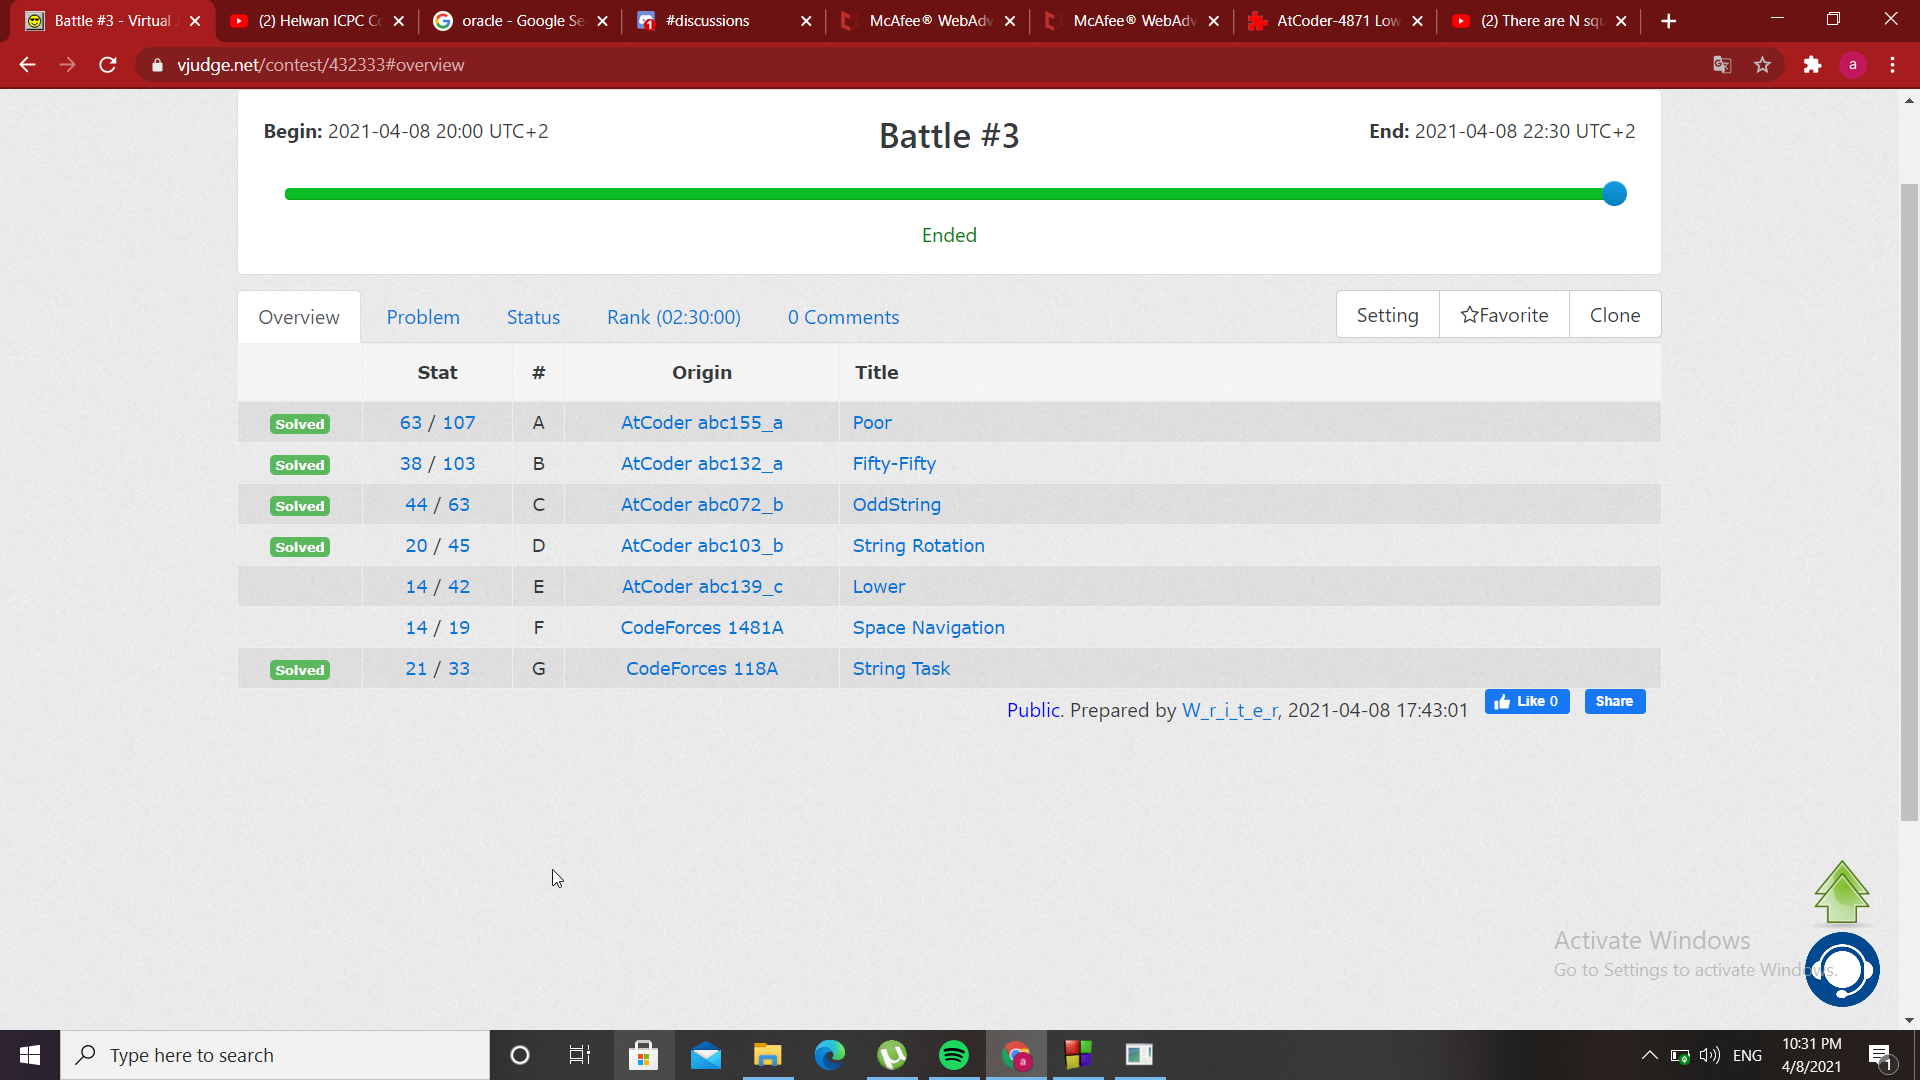 Battle #3 - Virtual
(2) Helwan ICPC Co
oracle - Google Se
#discussions
McAfee® WebAdv
McAfee® WebAdv
AtCoder-4871 Low
(2) There are N squ
vjudge.net/contest/432333#overview
a
Begin: 2021-04-08 20:00 UTC+2
Battle #3
End: 2021-04-08 22:30 UTC+2
Ended
Overview
Problem
Status
Rank (02:30:00)
0 Comments
Setting
☆Favorite
Clone
Stat # Origin Title
Solved 63 / 107 A AtCoder abc155_a Poor
Solved 38 / 103 B AtCoder abc132_a Fifty-Fifty
Solved 44 / 63 C AtCoder abc072_b OddString
Solved 20 / 45 D AtCoder abc103_b String Rotation
14 / 42 E AtCoder abc139_c Lower
14 / 19 F CodeForces 1481A Space Navigation
Solved 21 / 33 G CodeForces 118A String Task
Public. Prepared by W_r_i_t_e_r, 2021-04-08 17:43:01
Like 0
Share
Activate Windows
Go to Settings to activate Windows.
Type here to search
ENG
10:31 PM
4/8/2021
1